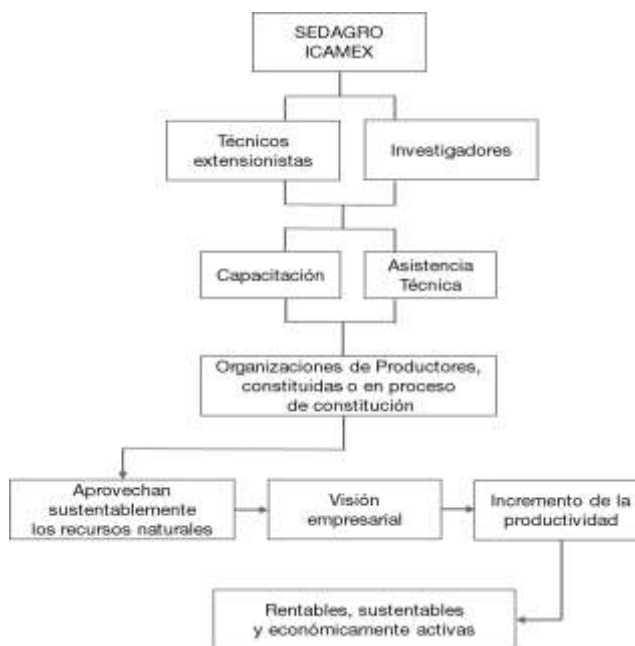 SEDAGRO
ICAMEX
Técnicos
extensionistas
Investigadores
Capacitación
Asistencia
Técnica
Organizaciones de Productores,
constituidas o en proceso
de constitución
Aprovechan
sustentablemente
los recursos naturales
Visión
empresarial
Incremento de la
productividad
Rentables, sustentables
y económicamente activas